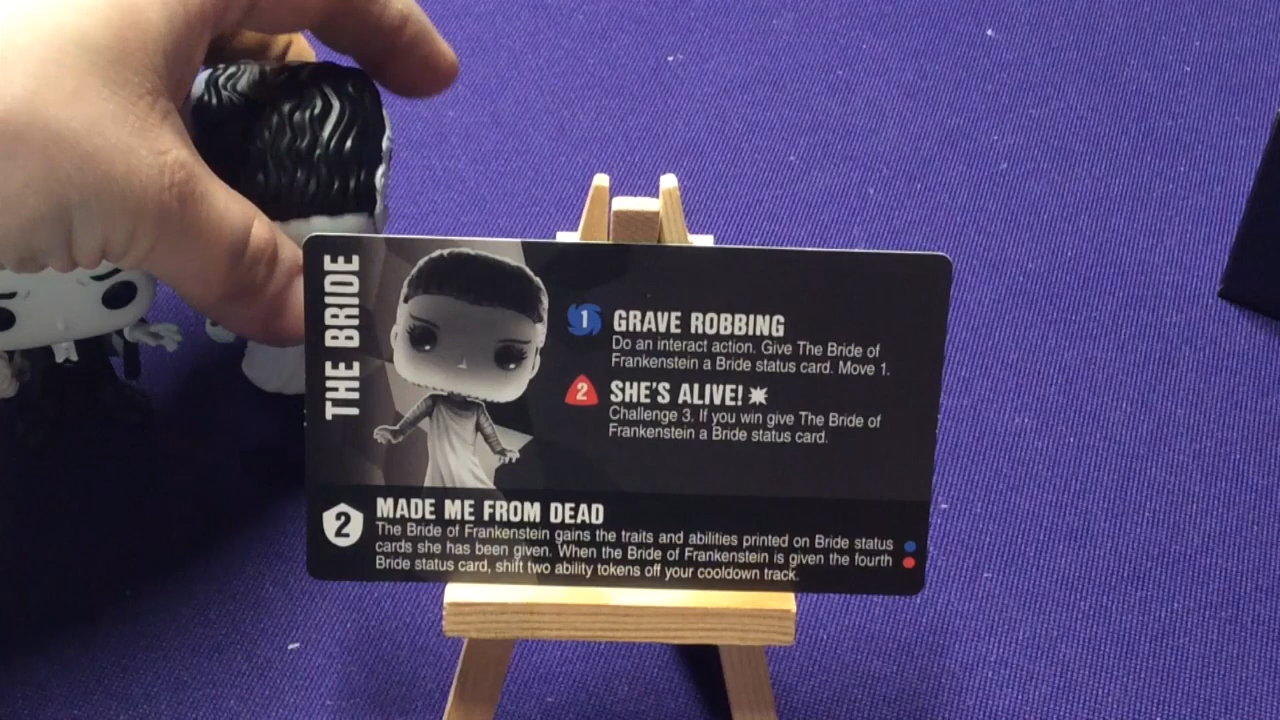 THE BRIDE
1 GRAVE ROBBING
Do an interact action. Give The Bride of
Frankenstein a Bride status card. Move 1.
2 SHE'S ALIVE!
Challenge 3. If you win give The Bride of
Frankenstein a Bride status card.
2 MADE ME FROM DEAD
The Bride of Frankenstein gains the traits and abilities printed on Bride status
cards she has been given. When the Bride of Frankenstein is given the fourth
Bride status card, shift two ability tokens off your cooldown track.